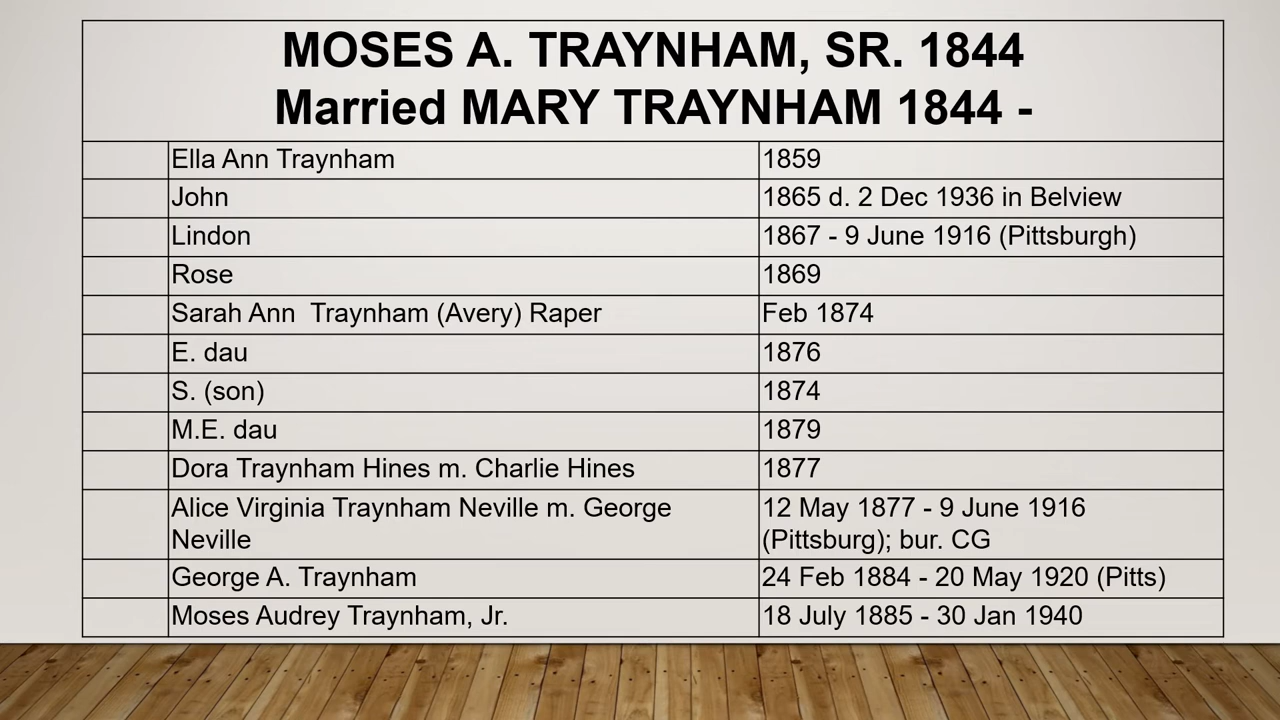 MOSES A. TRAYNHAM, SR. 1844
Married MARY TRAYNHAM 1844 -
Ella Ann Traynham 1859
John 1865 d. 2 Dec 1936 in Belview
Lindon 1867 - 9 June 1916 (Pittsburgh)
Rose 1869
Sarah Ann  Traynham (Avery) Raper Feb 1874
E. dau 1876
S. (son) 1874
M.E. dau 1879
Dora Traynham Hines m. Charlie Hines 1877
Alice Virginia Traynham Neville m. George
Neville
12 May 1877 - 9 June 1916
(Pittsburg); bur. CG
George A. Traynham 24 Feb 1884 - 20 May 1920 (Pitts)
Moses Audrey Traynham, Jr. 18 July 1885 - 30 Jan 1940